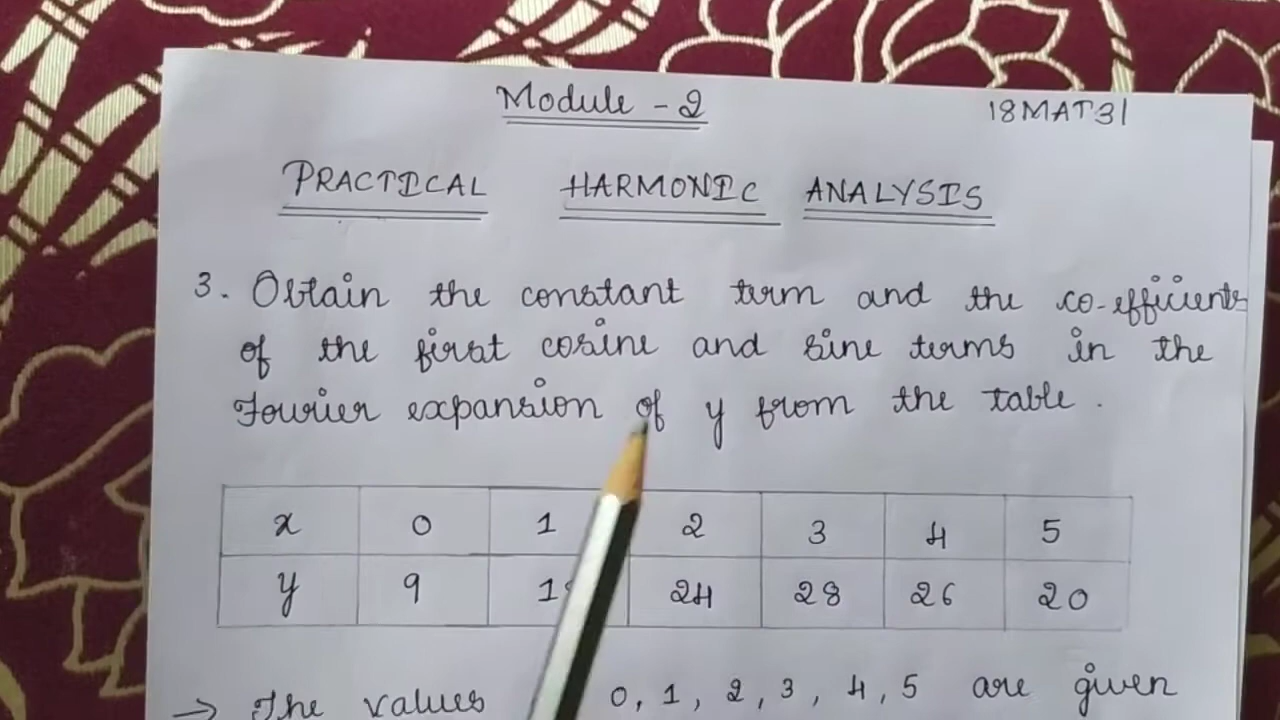 Module - 2
18MAT31
PRACTICAL HARMONIC ANALYSIS
3. Obtain the constant term and the co-efficients
of the first cosine and sine terms in the
Fourier expansion of y from the table.
x 0 1 2 3 4 5
y 9 24 28 26 20
→ The values 0, 1, 2, 3, 4, 5 are given